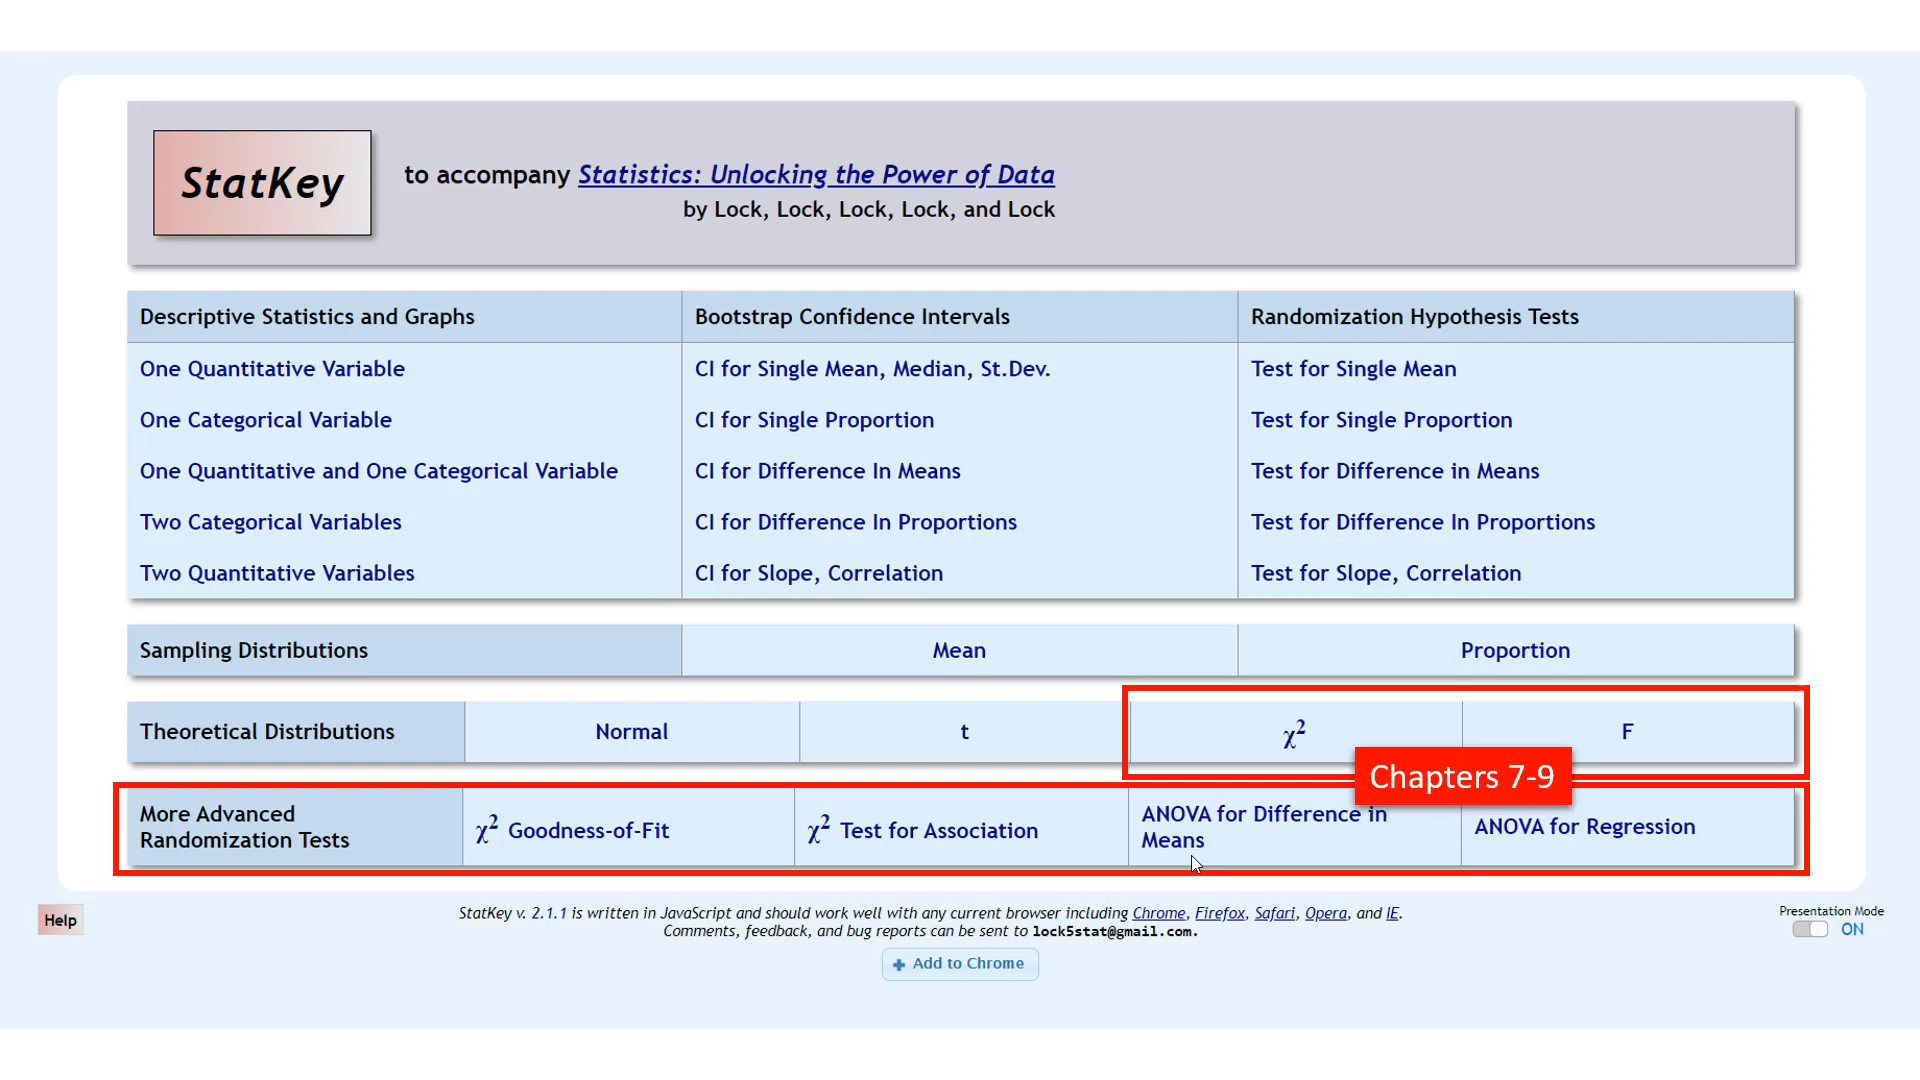 StatKey
to accompany Statistics: Unlocking the Power of Data
by Lock, Lock, Lock, Lock, and Lock
Descriptive Statistics and Graphs
Bootstrap Confidence Intervals
Randomization Hypothesis Tests
One Quantitative Variable
CI for Single Mean, Median, St.Dev.
Test for Single Mean
One Categorical Variable
CI for Single Proportion
Test for Single Proportion
One Quantitative and One Categorical Variable
CI for Difference In Means
Test for Difference in Means
Two Categorical Variables
CI for Difference In Proportions
Test for Difference In Proportions
Two Quantitative Variables
CI for Slope, Correlation
Test for Slope, Correlation
Sampling Distributions
Mean
Proportion
Theoretical Distributions
Normal
t
χ²
F
Chapters 7-9
More Advanced
Randomization Tests
χ² Goodness-of-Fit
χ² Test for Association
ANOVA for Difference in
Means
ANOVA for Regression
Help
StatKey v. 2.1.1 is written in JavaScript and should work well with any current browser including Chrome, Firefox, Safari, Opera, and IE.
Comments, feedback, and bug reports can be sent to lock5stat@gmail.com.
Presentation Mode
ON
Add to Chrome